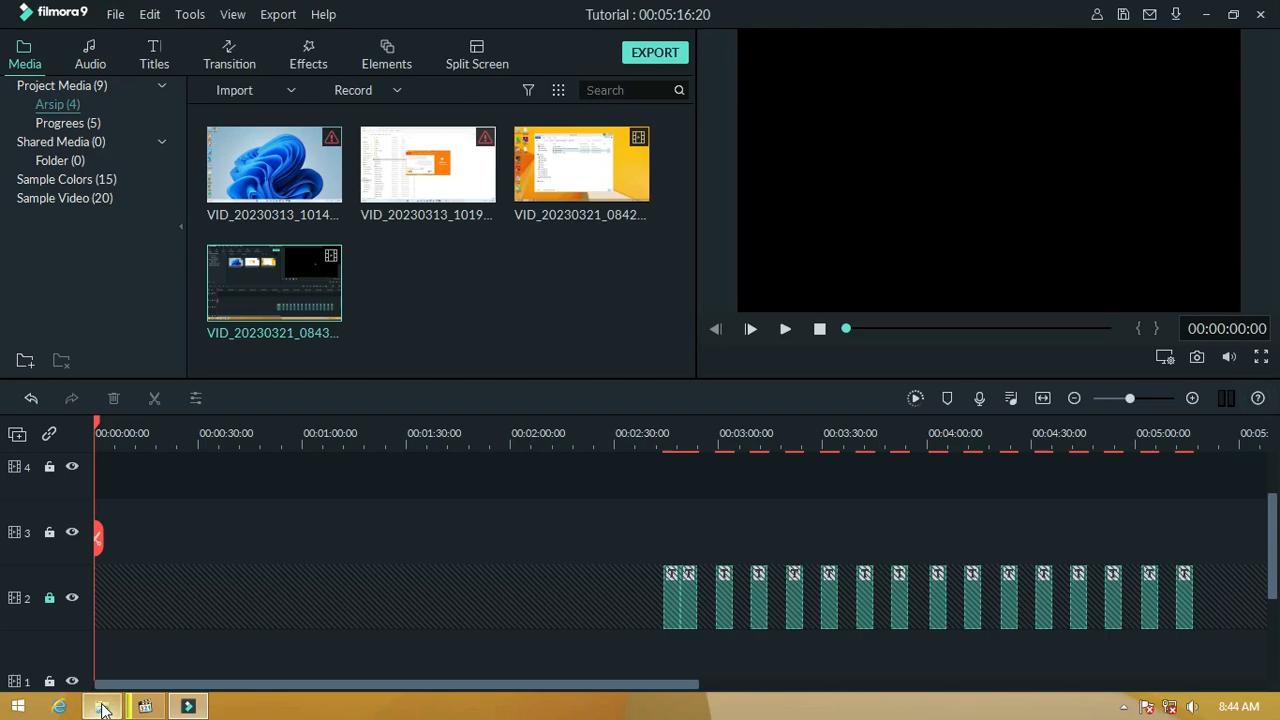 filmora9 File Edit Tools View Export Help Tutorial : 00:05:16:20
Media Audio Titles Transition Effects Elements Split Screen EXPORT
Project Media (9)
Arsip (4)
Progrees (5)
Shared Media (0)
Folder (0)
Sample Colors (15)
Sample Video (20)
Import Record Search
VID_20230313_1014... VID_20230313_1019... VID_20230321_0842...
VID_20230321_0843...
{ } 00:00:00:00
00:00:00:00 00:00:30:00 00:01:00:00 00:01:30:00 00:02:00:00 00:02:30:00 00:03:00:00 00:03:30:00 00:04:00:00 00:04:30:00 00:05:00:00 00:05:
4
3
2
1
8:44 AM